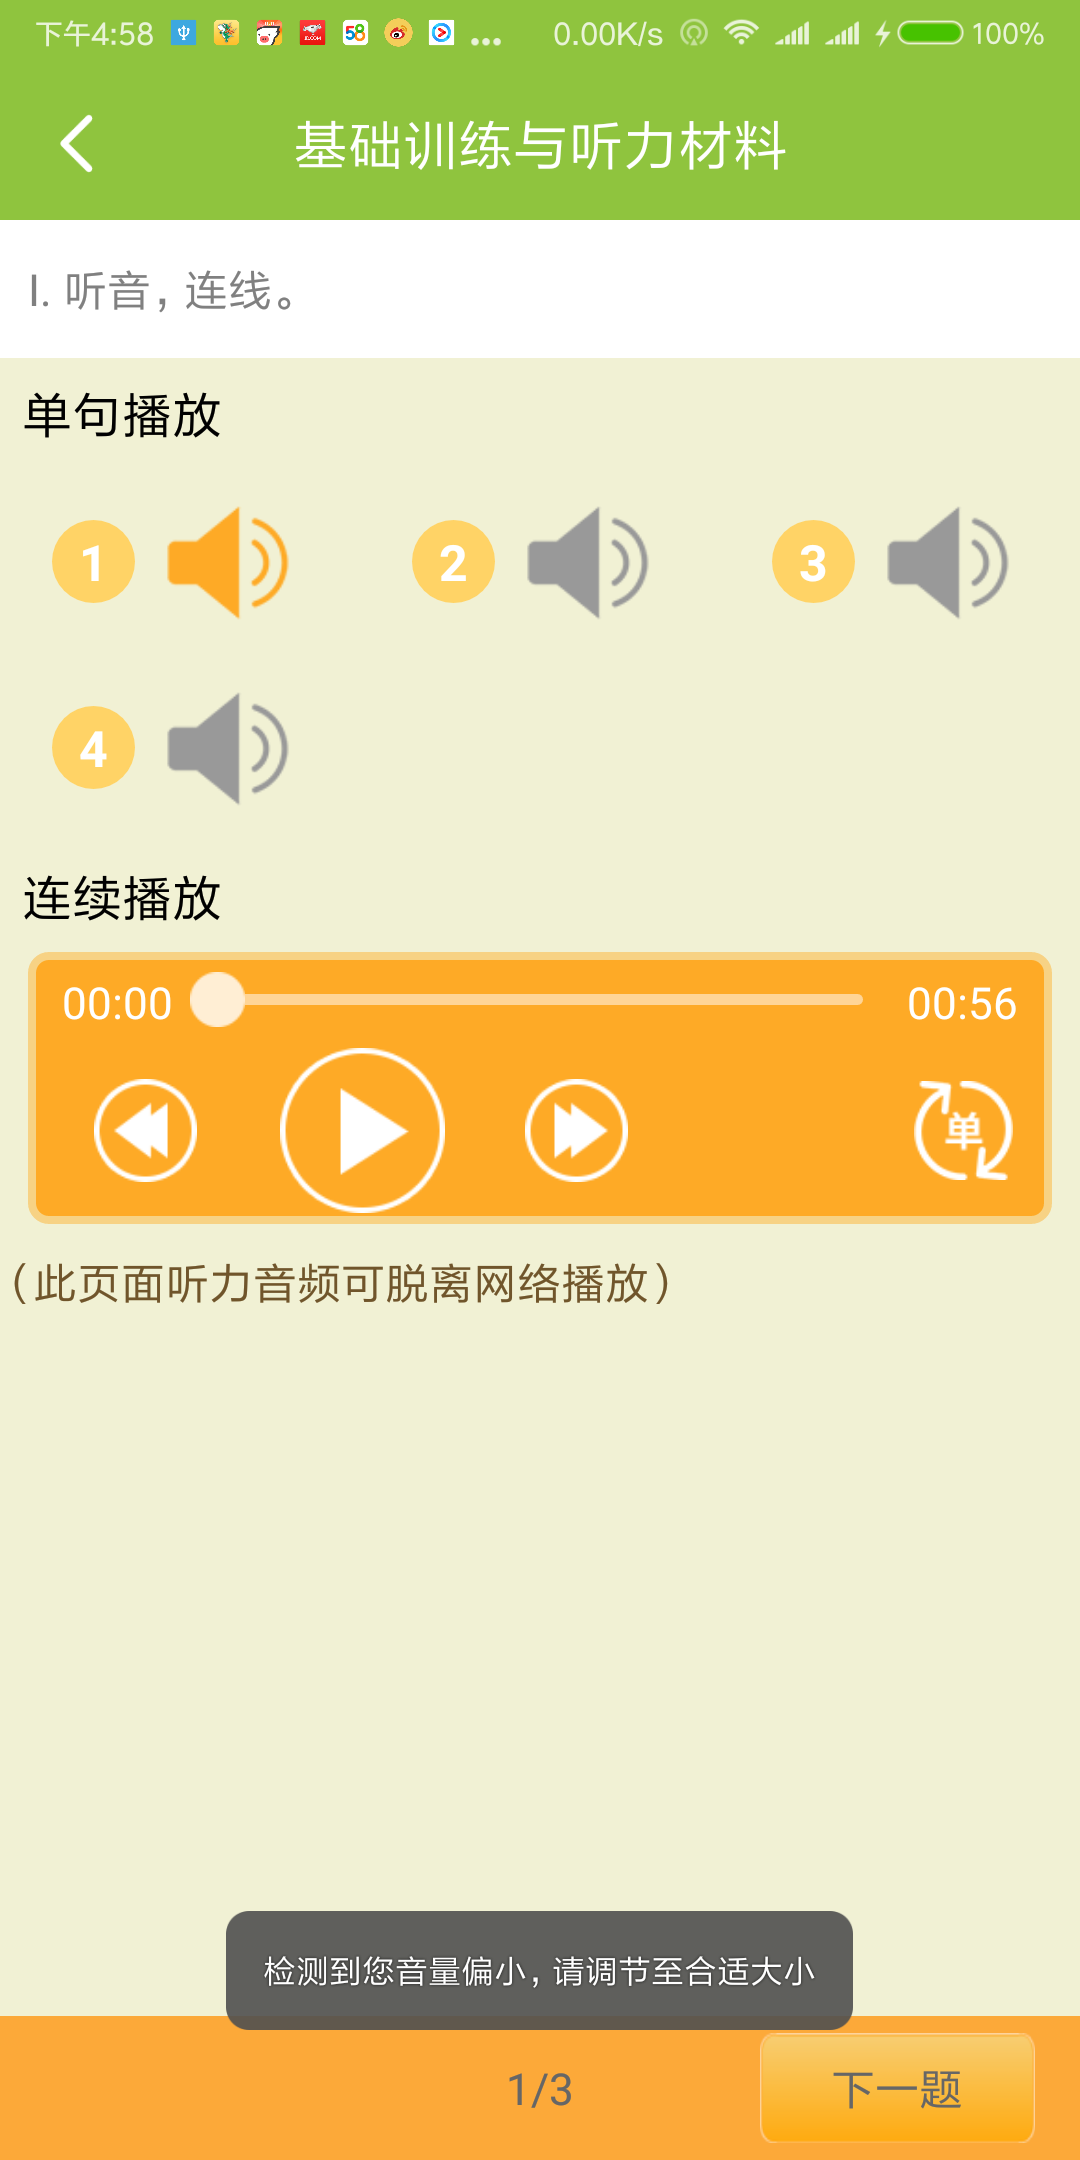 下午4:58 58 ... 0.00K/s 100%
基础训练与听力材料
I. 听音，连线。
单句播放
1 2 3
4
连续播放
00:00 00:56
单
（此页面听力音频可脱离网络播放）
检测到您音量偏小，请调节至合适大小
1/3 下一题